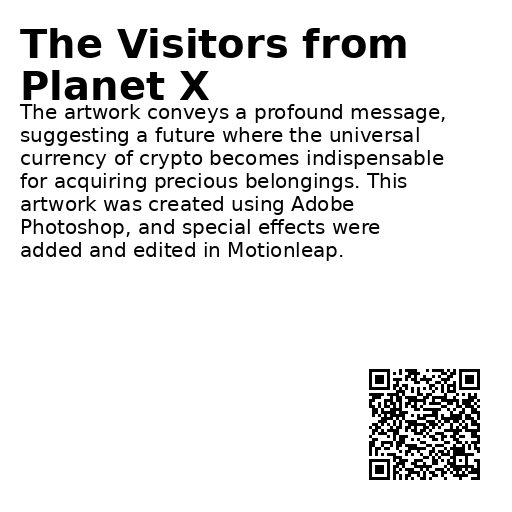 The Visitors from
Planet X
The artwork conveys a profound message,
suggesting a future where the universal
currency of crypto becomes indispensable
for acquiring precious belongings. This
artwork was created using Adobe
Photoshop, and special effects were
added and edited in Motionleap.